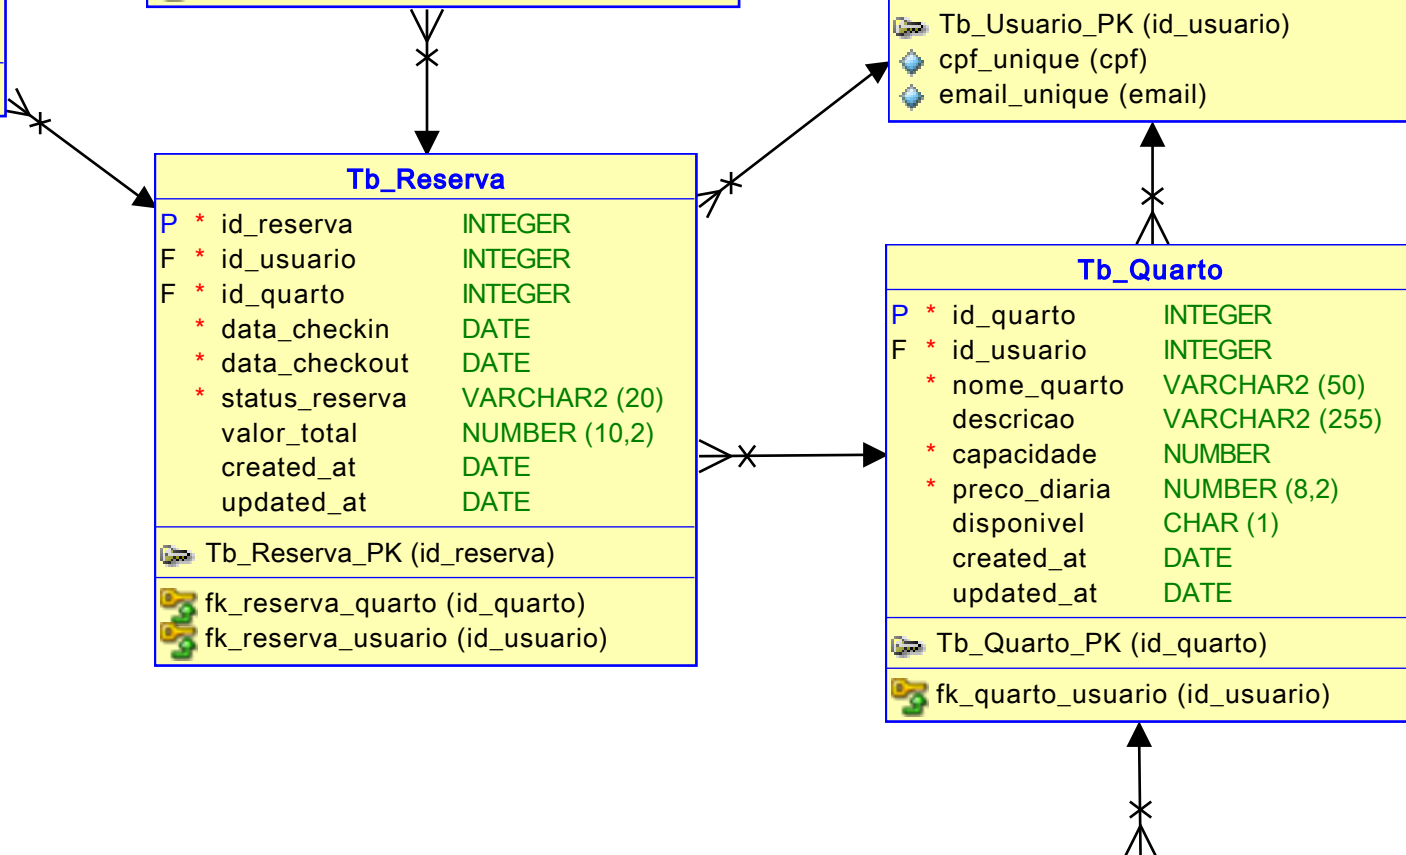 Tb_Usuario_PK (id_usuario)
cpf_unique (cpf)
email_unique (email)
Tb_Reserva
P * id_reserva INTEGER
F * id_usuario INTEGER
F * id_quarto INTEGER
* data_checkin DATE
* data_checkout DATE
* status_reserva VARCHAR2 (20)
valor_total NUMBER (10,2)
created_at DATE
updated_at DATE
Tb_Reserva_PK (id_reserva)
fk_reserva_quarto (id_quarto)
fk_reserva_usuario (id_usuario)
Tb_Quarto
P * id_quarto INTEGER
F * id_usuario INTEGER
* nome_quarto VARCHAR2 (50)
descricao VARCHAR2 (255)
* capacidade NUMBER
* preco_diaria NUMBER (8,2)
disponivel CHAR (1)
created_at DATE
updated_at DATE
Tb_Quarto_PK (id_quarto)
fk_quarto_usuario (id_usuario)